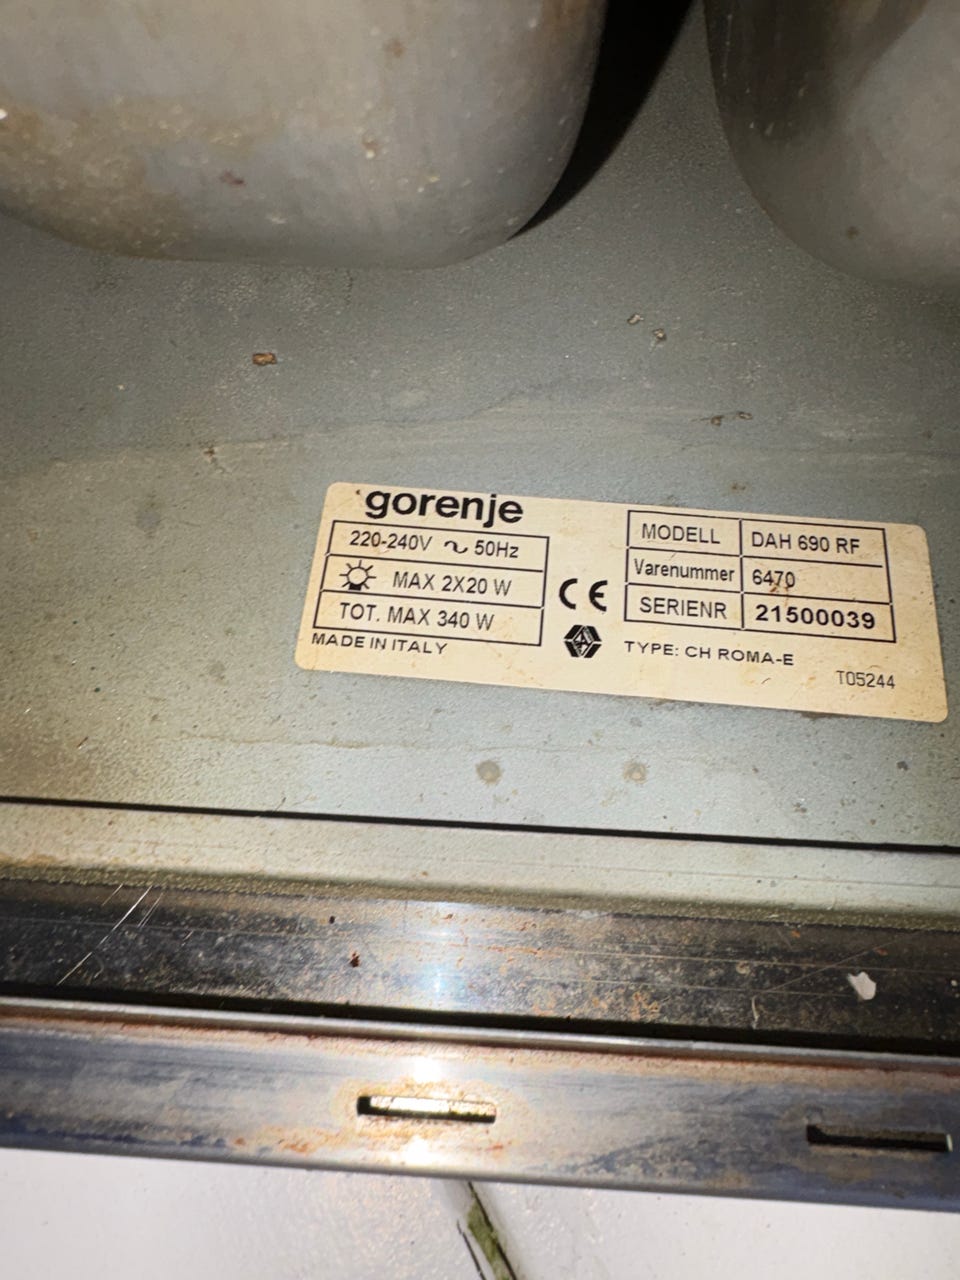 gorenje
220-240V ~ 50Hz
MAX 2X20 W
TOT. MAX 340 W
MADE IN ITALY
CE
MODELL DAH 690 RF
Varenummer 6470
SERIENR 21500039
TYPE: CH ROMA-E
T05244